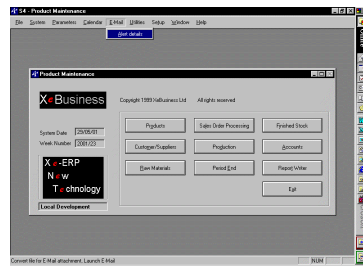 S4 - Product Maintenance
File System Parameters Calendar E-Mail Utilities Setup Window Help
Alert details
Product Maintenance
XeBusiness
Copyright 1999 XeBusiness Ltd All rights reserved
System Date 29/05/01
Week Number 2001/23
Products Sales Order Processing Finished Stock
Customer/Suppliers Production Accounts
Raw Materials Period End Report Writer
Exit
Xe-ERP
New
Technology
Local Development
Convert file for E-Mail attachment. Launch E-Mail NUM